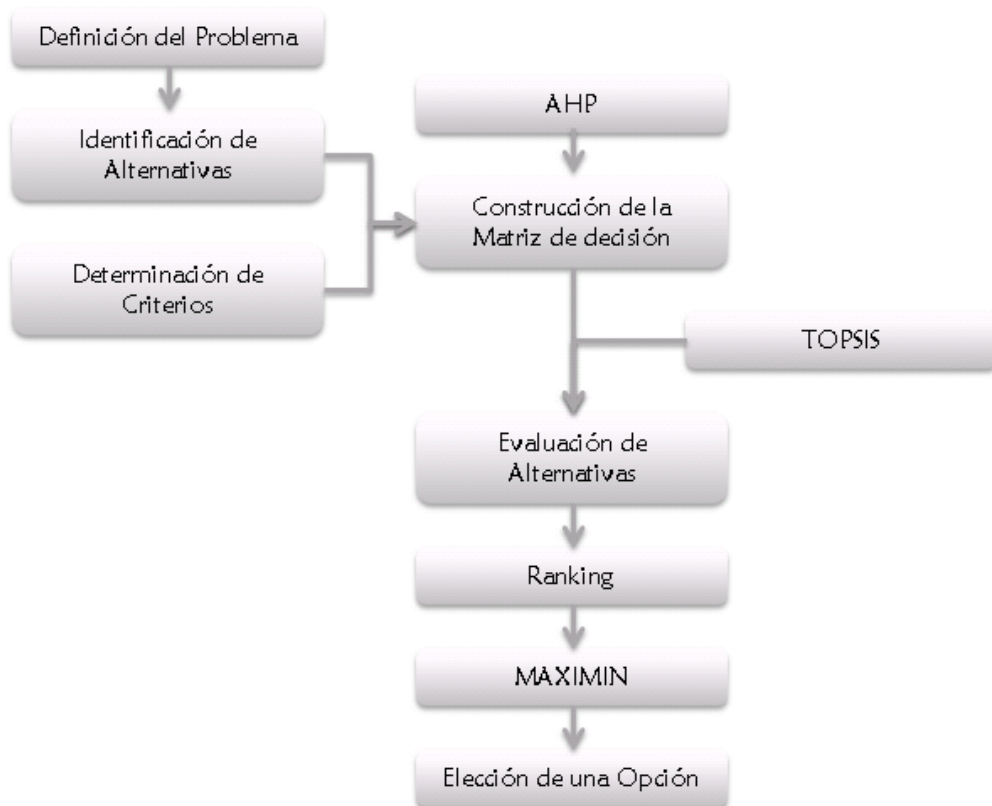 Definición del Problema
Identificación de
Alternativas
Determinación de
Criterios
AHP
Construcción de la
Matriz de decisión
TOPSIS
Evaluación de
Alternativas
Ranking
MAXIMIN
Elección de una Opción